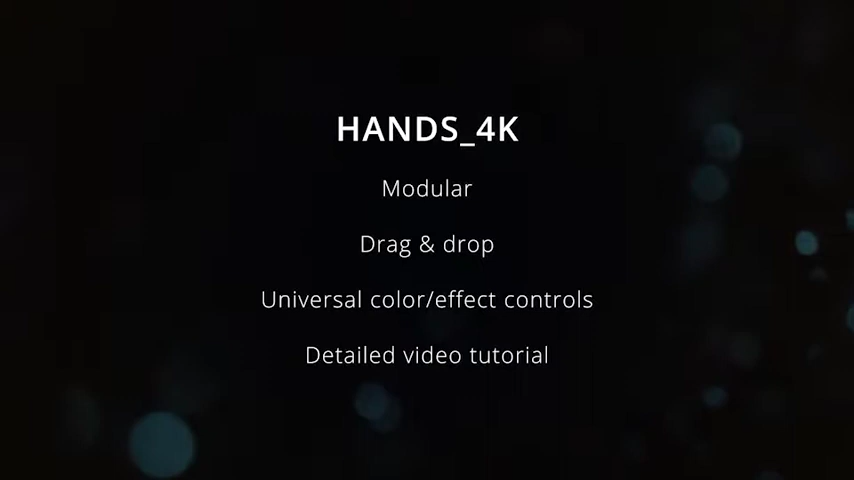 HANDS_4K
Modular
Drag & drop
Universal color/effect controls
Detailed video tutorial